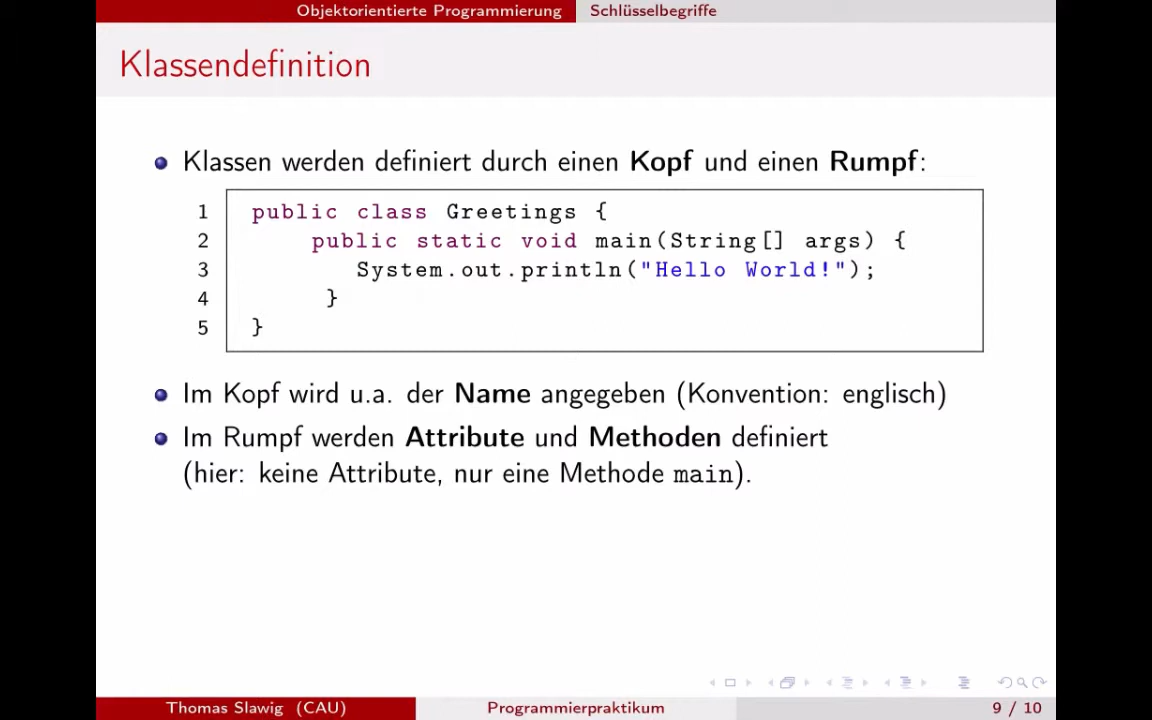 Objektorientierte Programmierung Schlüsselbegriffe
Klassendefinition
Klassen werden definiert durch einen Kopf und einen Rumpf:
1 public class Greetings {
2 public static void main(String[] args) {
3 System.out.println("Hello World!");
4 }
5 }
Im Kopf wird u.a. der Name angegeben (Konvention: englisch)
Im Rumpf werden Attribute und Methoden definiert
(hier: keine Attribute, nur eine Methode main).
Thomas Slawig (CAU) Programmierpraktikum 9 / 10